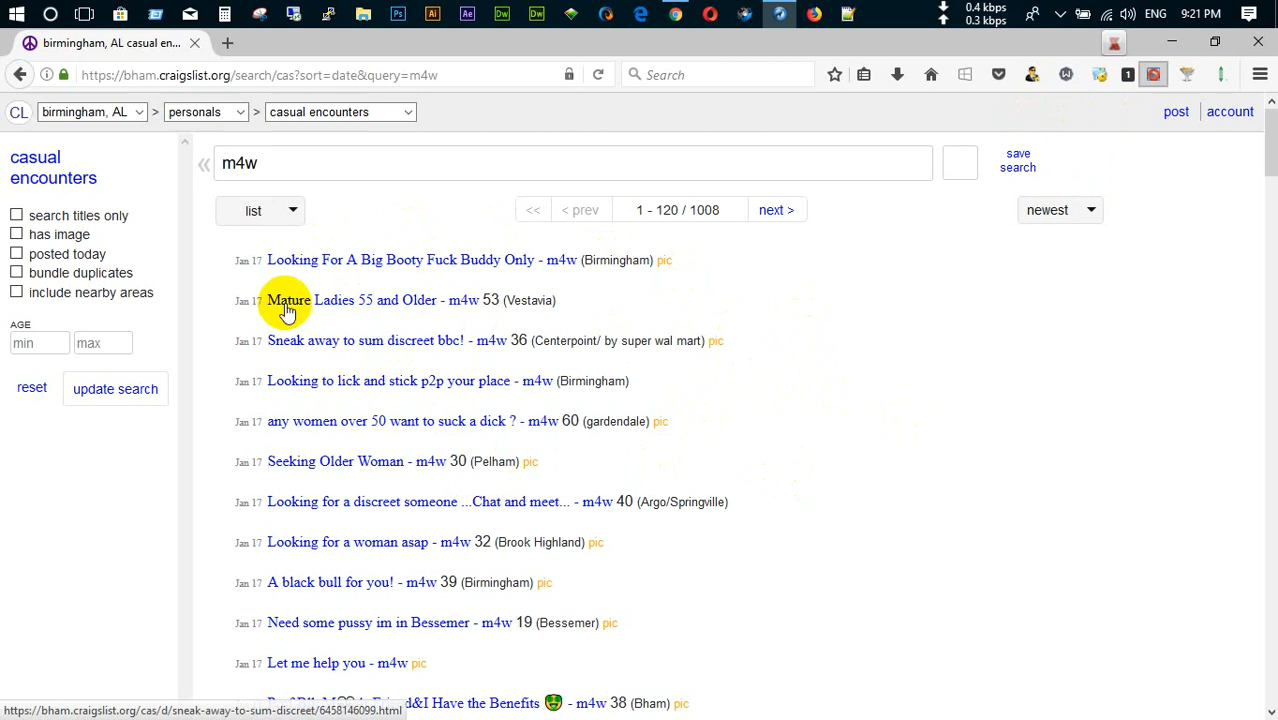 0.4 kbps
0.3 kbps
ENG 9:21 PM
birmingham, AL casual en...
https://bham.craigslist.org/search/cas?sort=date&query=m4w
Search
1
CL birmingham, AL > personals > casual encounters
post account
casual
encounters
search titles only
has image
posted today
bundle duplicates
include nearby areas
AGE
min max
reset update search
« m4w
save
search
list << < prev 1 - 120 / 1008 next > newest
Jan 17 Looking For A Big Booty Fuck Buddy Only - m4w (Birmingham) pic
Jan 17 Mature Ladies 55 and Older - m4w 53 (Vestavia)
Jan 17 Sneak away to sum discreet bbc! - m4w 36 (Centerpoint/ by super wal mart) pic
Jan 17 Looking to lick and stick p2p your place - m4w (Birmingham)
Jan 17 any women over 50 want to suck a dick ? - m4w 60 (gardendale) pic
Jan 17 Seeking Older Woman - m4w 30 (Pelham) pic
Jan 17 Looking for a discreet someone ...Chat and meet... - m4w 40 (Argo/Springville)
Jan 17 Looking for a woman asap - m4w 32 (Brook Highland) pic
Jan 17 A black bull for you! - m4w 39 (Birmingham) pic
Jan 17 Need some pussy im in Bessemer - m4w 19 (Bessemer) pic
Jan 17 Let me help you - m4w pic
Have the Benefits - m4w 38 (Bham) pic
https://bham.craigslist.org/cas/d/sneak-away-to-sum-discreet/6458146099.html